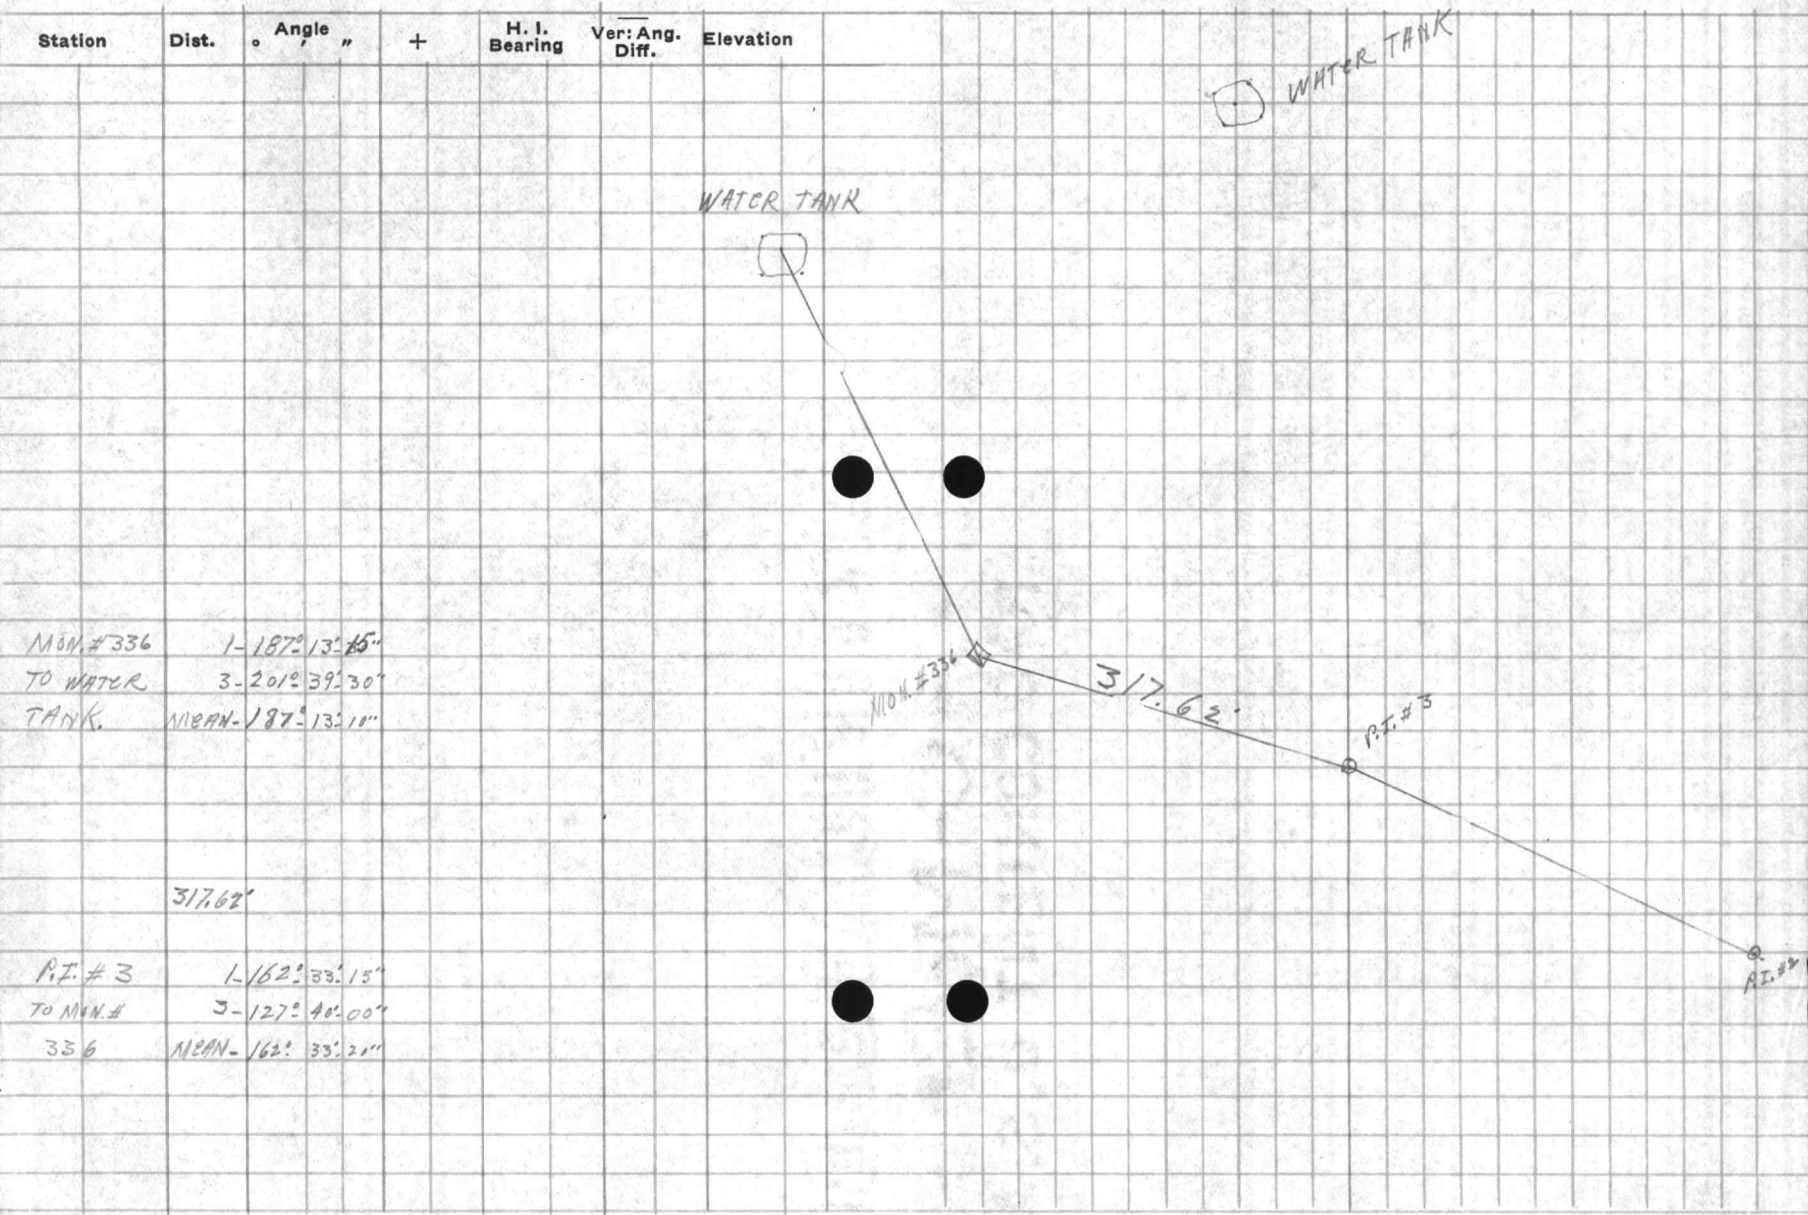 Station Dist. Angle ° ' " + H. I. Bearing Ver: Ang. Diff. Elevation
WATER TANK
WATER TANK
MON. #336 1-187° 13' 15"
TO WATER 3-201° 39' 30"
TANK. MEAN-187° 13' 10"
MON. #336
317.62'
P.I. #3
317.62'
P.I. #3 1-162° 33' 15"
TO MON. # 3-127° 40' 00"
336 MEAN-162° 33' 20"
P.I. #2